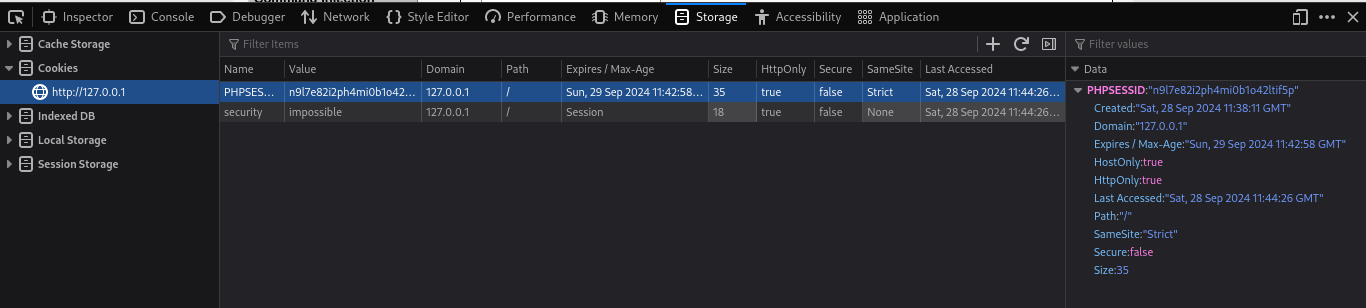 Inspector Console Debugger Network Style Editor Performance Memory Storage Accessibility Application
Cache Storage
Cookies
http://127.0.0.1
Indexed DB
Local Storage
Session Storage
Filter Items
Name Value Domain Path Expires / Max-Age Size HttpOnly Secure SameSite Last Accessed
PHPSES... n9l7e82i2ph4mi0b1o42... 127.0.0.1 / Sun, 29 Sep 2024 11:42:58... 35 true false Strict Sat, 28 Sep 2024 11:44:26...
security impossible 127.0.0.1 / Session 18 true false None Sat, 28 Sep 2024 11:44:26...
Filter values
Data
PHPSESSID:"n9l7e82i2ph4mi0b1o42ltif5p"
Created:"Sat, 28 Sep 2024 11:38:11 GMT"
Domain:"127.0.0.1"
Expires / Max-Age:"Sun, 29 Sep 2024 11:42:58 GMT"
HostOnly:true
HttpOnly:true
Last Accessed:"Sat, 28 Sep 2024 11:44:26 GMT"
Path:"/"
SameSite:"Strict"
Secure:false
Size:35